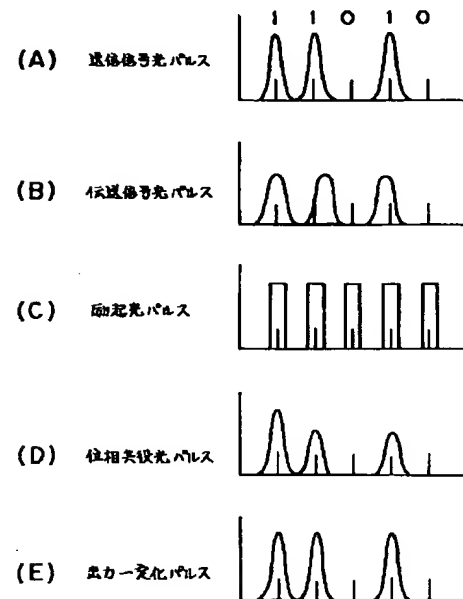 1 1 0 1 0
(A) 送信信号光パルス
(B) 伝送信号光パルス
(C) 励起光パルス
(D) 位相共役光パルス
(E) 出力一定化パルス